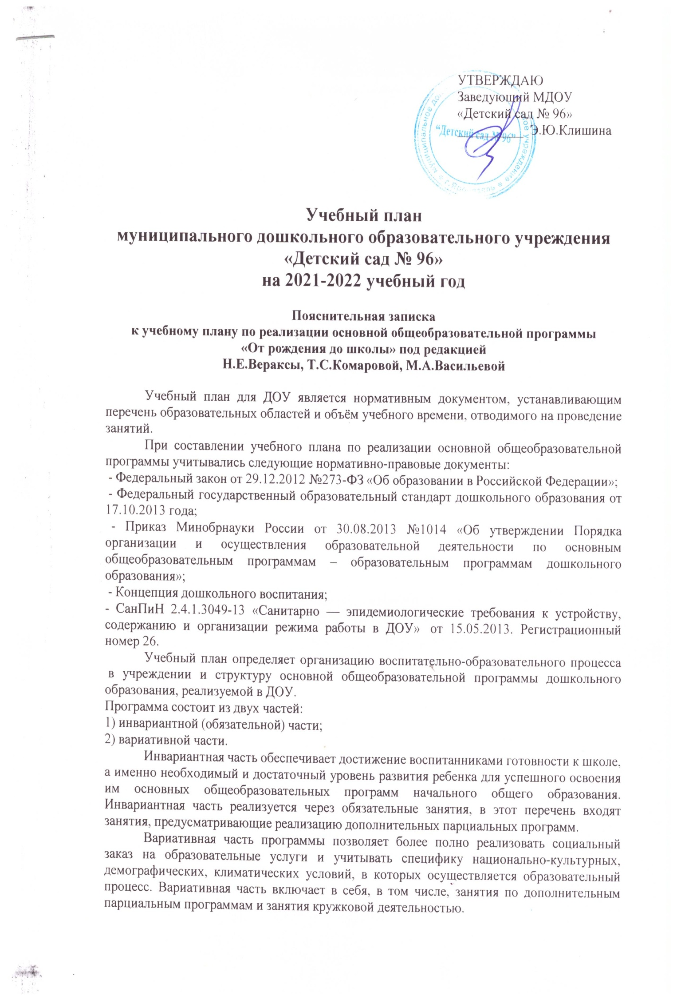 УТВЕРЖДАЮ
Заведующий МДОУ
«Детский сад № 96»
__________ Э.Ю.Клишина
муниципальное
учреждение
"Детский сад № 96"
Учебный план
муниципального дошкольного образовательного учреждения
«Детский сад № 96»
на 2021-2022 учебный год
Пояснительная записка
к учебному плану по реализации основной общеобразовательной программы
«От рождения до школы» под редакцией
Н.Е.Вераксы, Т.С.Комаровой, М.А.Васильевой
Учебный план для ДОУ является нормативным документом, устанавливающим
перечень образовательных областей и объём учебного времени, отводимого на проведение
занятий.
При составлении учебного плана по реализации основной общеобразовательной
программы учитывались следующие нормативно-правовые документы:
- Федеральный закон от 29.12.2012 №273-ФЗ «Об образовании в Российской Федерации»;
- Федеральный государственный образовательный стандарт дошкольного образования от
17.10.2013 года;
- Приказ Минобрнауки России от 30.08.2013 №1014 «Об утверждении Порядка
организации и осуществления образовательной деятельности по основным
общеобразовательным программам – образовательным программам дошкольного
образования»;
- Концепция дошкольного воспитания;
- СанПиН 2.4.1.3049-13 «Санитарно — эпидемиологические требования к устройству,
содержанию и организации режима работы в ДОУ» от 15.05.2013. Регистрационный
номер 26.
Учебный план определяет организацию воспитательно-образовательного процесса
в учреждении и структуру основной общеобразовательной программы дошкольного
образования, реализуемой в ДОУ.
Программа состоит из двух частей:
1) инвариантной (обязательной) части;
2) вариативной части.
Инвариантная часть обеспечивает достижение воспитанниками готовности к школе,
а именно необходимый и достаточный уровень развития ребенка для успешного освоения
им основных общеобразовательных программ начального общего образования.
Инвариантная часть реализуется через обязательные занятия, в этот перечень входят
занятия, предусматривающие реализацию дополнительных парциальных программ.
Вариативная часть программы позволяет более полно реализовать социальный
заказ на образовательные услуги и учитывать специфику национально-культурных,
демографических, климатических условий, в которых осуществляется образовательный
процесс. Вариативная часть включает в себя, в том числе, занятия по дополнительным
парциальным программам и занятия кружковой деятельностью.